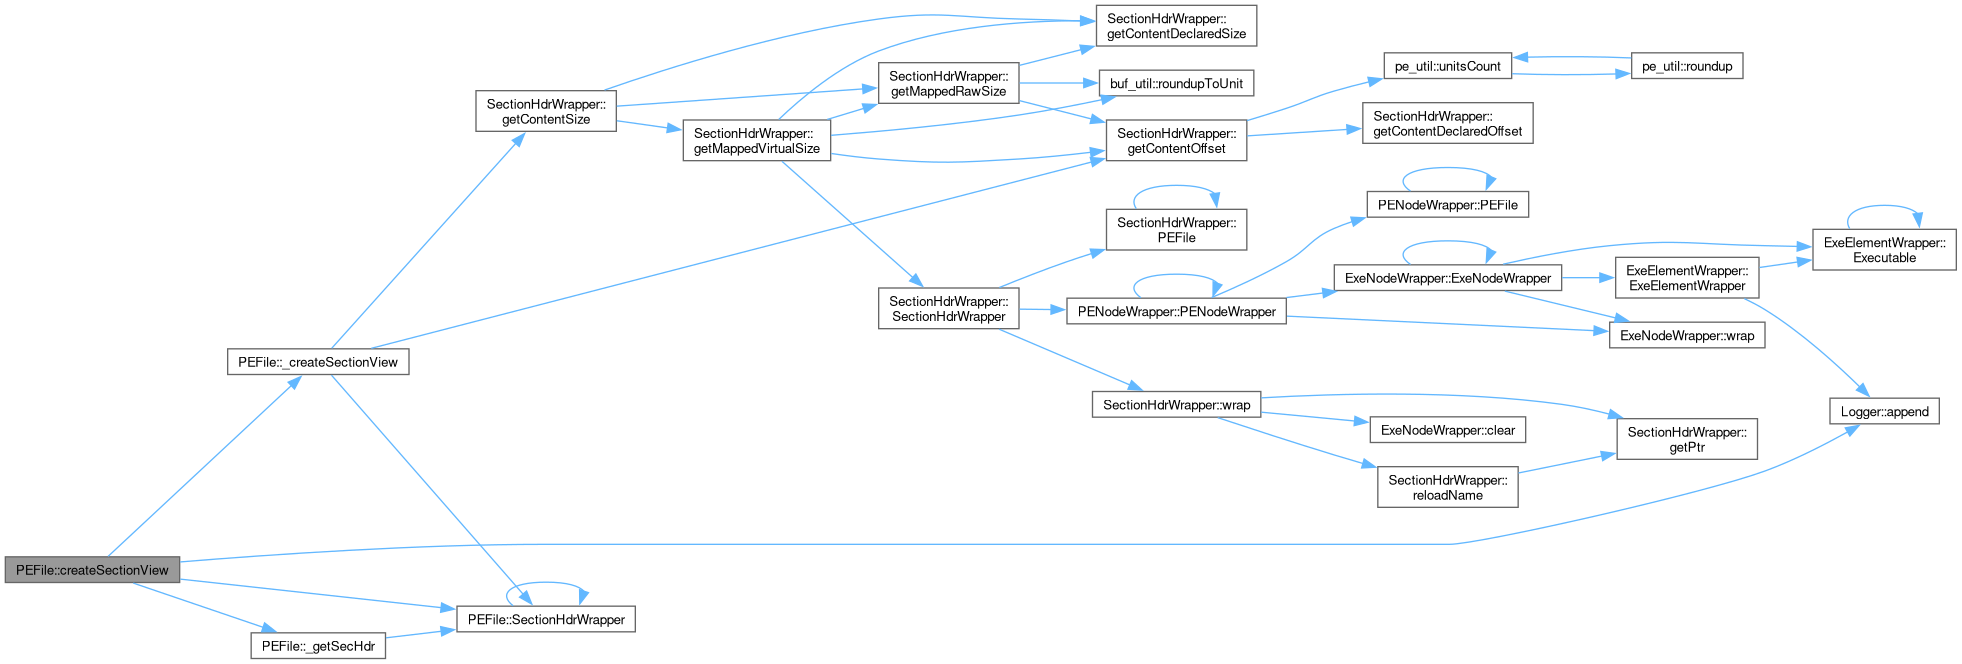 PEFile::createSectionView
PEFile::_createSectionView
SectionHdrWrapper::
getContentSize
SectionHdrWrapper::
getContentDeclaredSize
SectionHdrWrapper::
getMappedRawSize
buf_util::roundupToUnit
SectionHdrWrapper::
getMappedVirtualSize
SectionHdrWrapper::
getContentOffset
pe_util::unitsCount
pe_util::roundup
SectionHdrWrapper::
getContentDeclaredOffset
SectionHdrWrapper::
PEFile
PENodeWrapper::PEFile
SectionHdrWrapper::
SectionHdrWrapper
PENodeWrapper::PENodeWrapper
ExeNodeWrapper::ExeNodeWrapper
ExeElementWrapper::
ExeElementWrapper
ExeElementWrapper::
Executable
ExeNodeWrapper::wrap
SectionHdrWrapper::wrap
ExeNodeWrapper::clear
SectionHdrWrapper::
reloadName
SectionHdrWrapper::
getPtr
Logger::append
PEFile::SectionHdrWrapper
PEFile::_getSecHdr